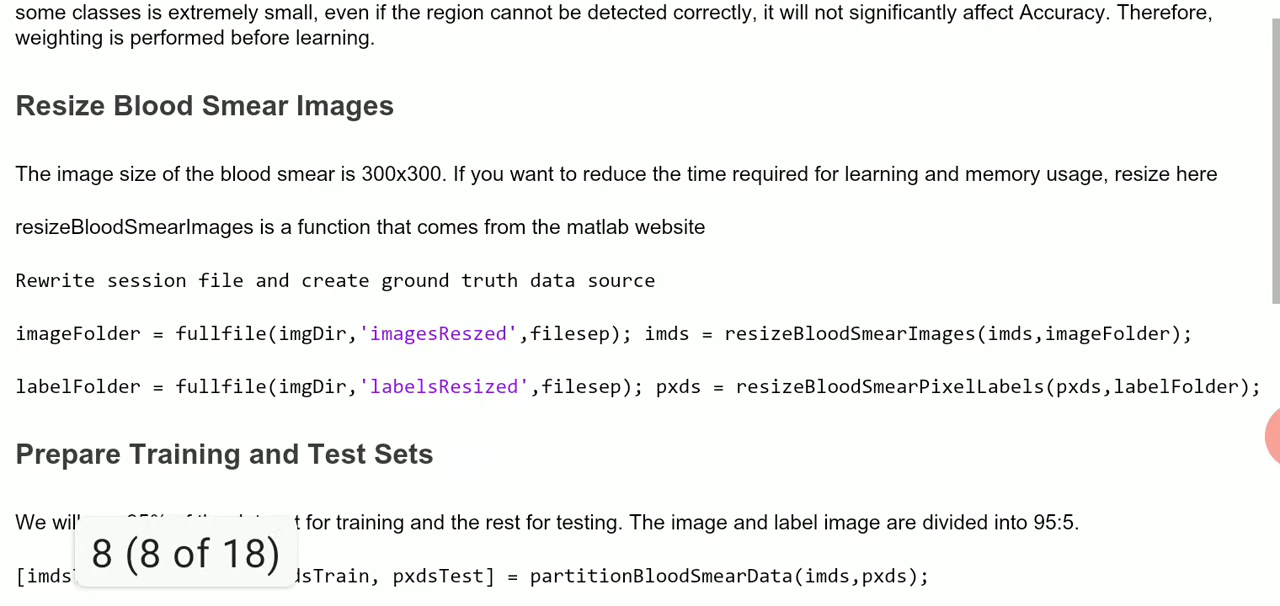 some classes is extremely small, even if the region cannot be detected correctly, it will not significantly affect Accuracy. Therefore,
weighting is performed before learning.
Resize Blood Smear Images
The image size of the blood smear is 300x300. If you want to reduce the time required for learning and memory usage, resize here
resizeBloodSmearImages is a function that comes from the matlab website
Rewrite session file and create ground truth data source
imageFolder = fullfile(imgDir,'imagesReszed',filesep); imds = resizeBloodSmearImages(imds,imageFolder);
labelFolder = fullfile(imgDir,'labelsResized',filesep); pxds = resizeBloodSmearPixelLabels(pxds,labelFolder);
Prepare Training and Test Sets
We will for training and the rest for testing. The image and label image are divided into 95:5.
8 (8 of 18)
[imds dsTrain, pxdsTest] = partitionBloodSmearData(imds,pxds);